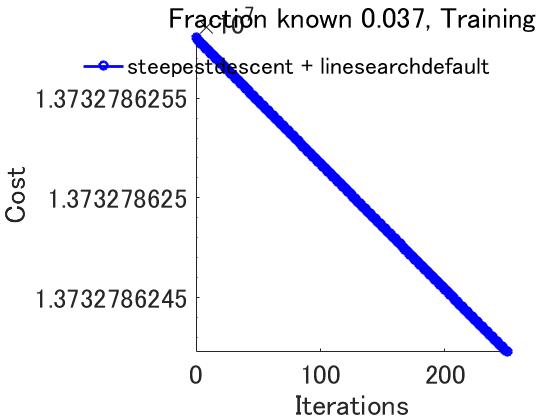 Fraction known 0.037, Training
×10^7
steepestdescent + linesearchdefault
1.3732786255
1.373278625
1.3732786245
Cost
0 100 200
Iterations